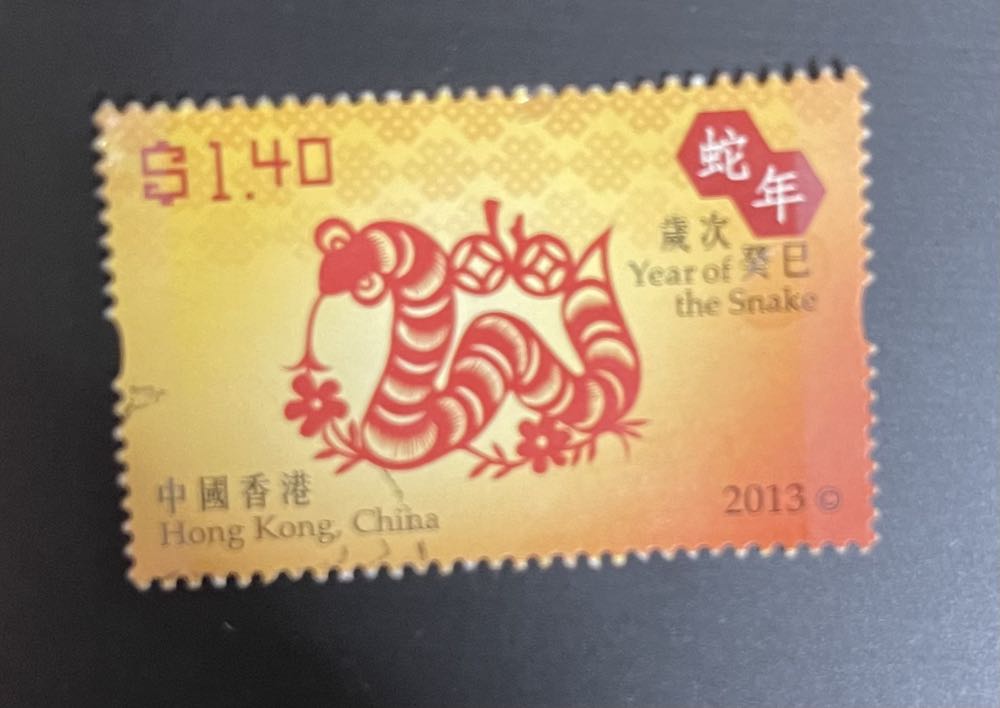 $1.40
蛇年
歲次
Year of 癸巳
the Snake
中國香港
Hong Kong, China
2013 ©